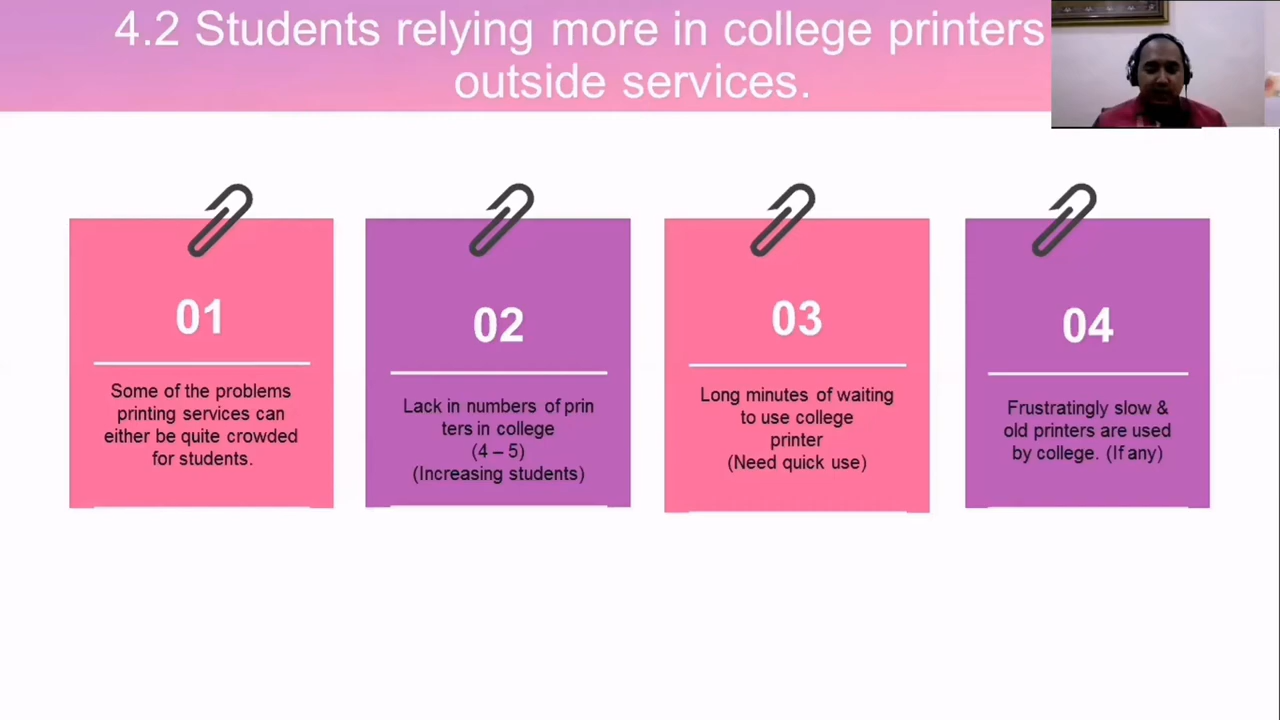 4.2 Students relying more in college printers
outside services.
01
Some of the problems
printing services can
either be quite crowded
for students.
02
Lack in numbers of prin
ters in college
(4 – 5)
(Increasing students)
03
Long minutes of waiting
to use college
printer
(Need quick use)
04
Frustratingly slow &
old printers are used
by college. (If any)